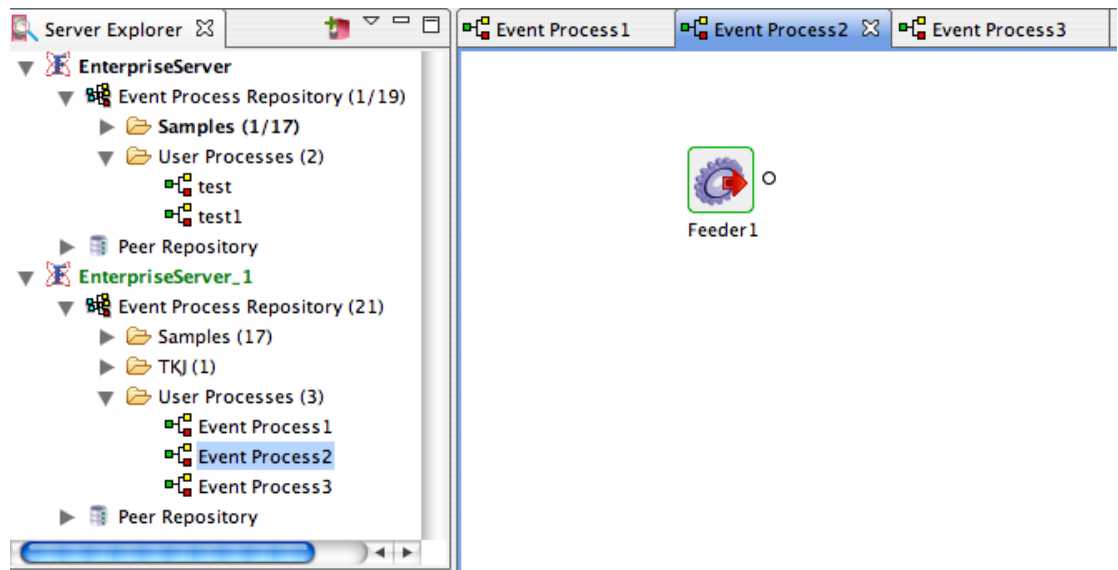 Server Explorer
EnterpriseServer
Event Process Repository (1/19)
Samples (1/17)
User Processes (2)
test
test1
Peer Repository
EnterpriseServer_1
Event Process Repository (21)
Samples (17)
TKJ (1)
User Processes (3)
Event Process1
Event Process2
Event Process3
Peer Repository
Event Process1 Event Process2 Event Process3
Feeder1